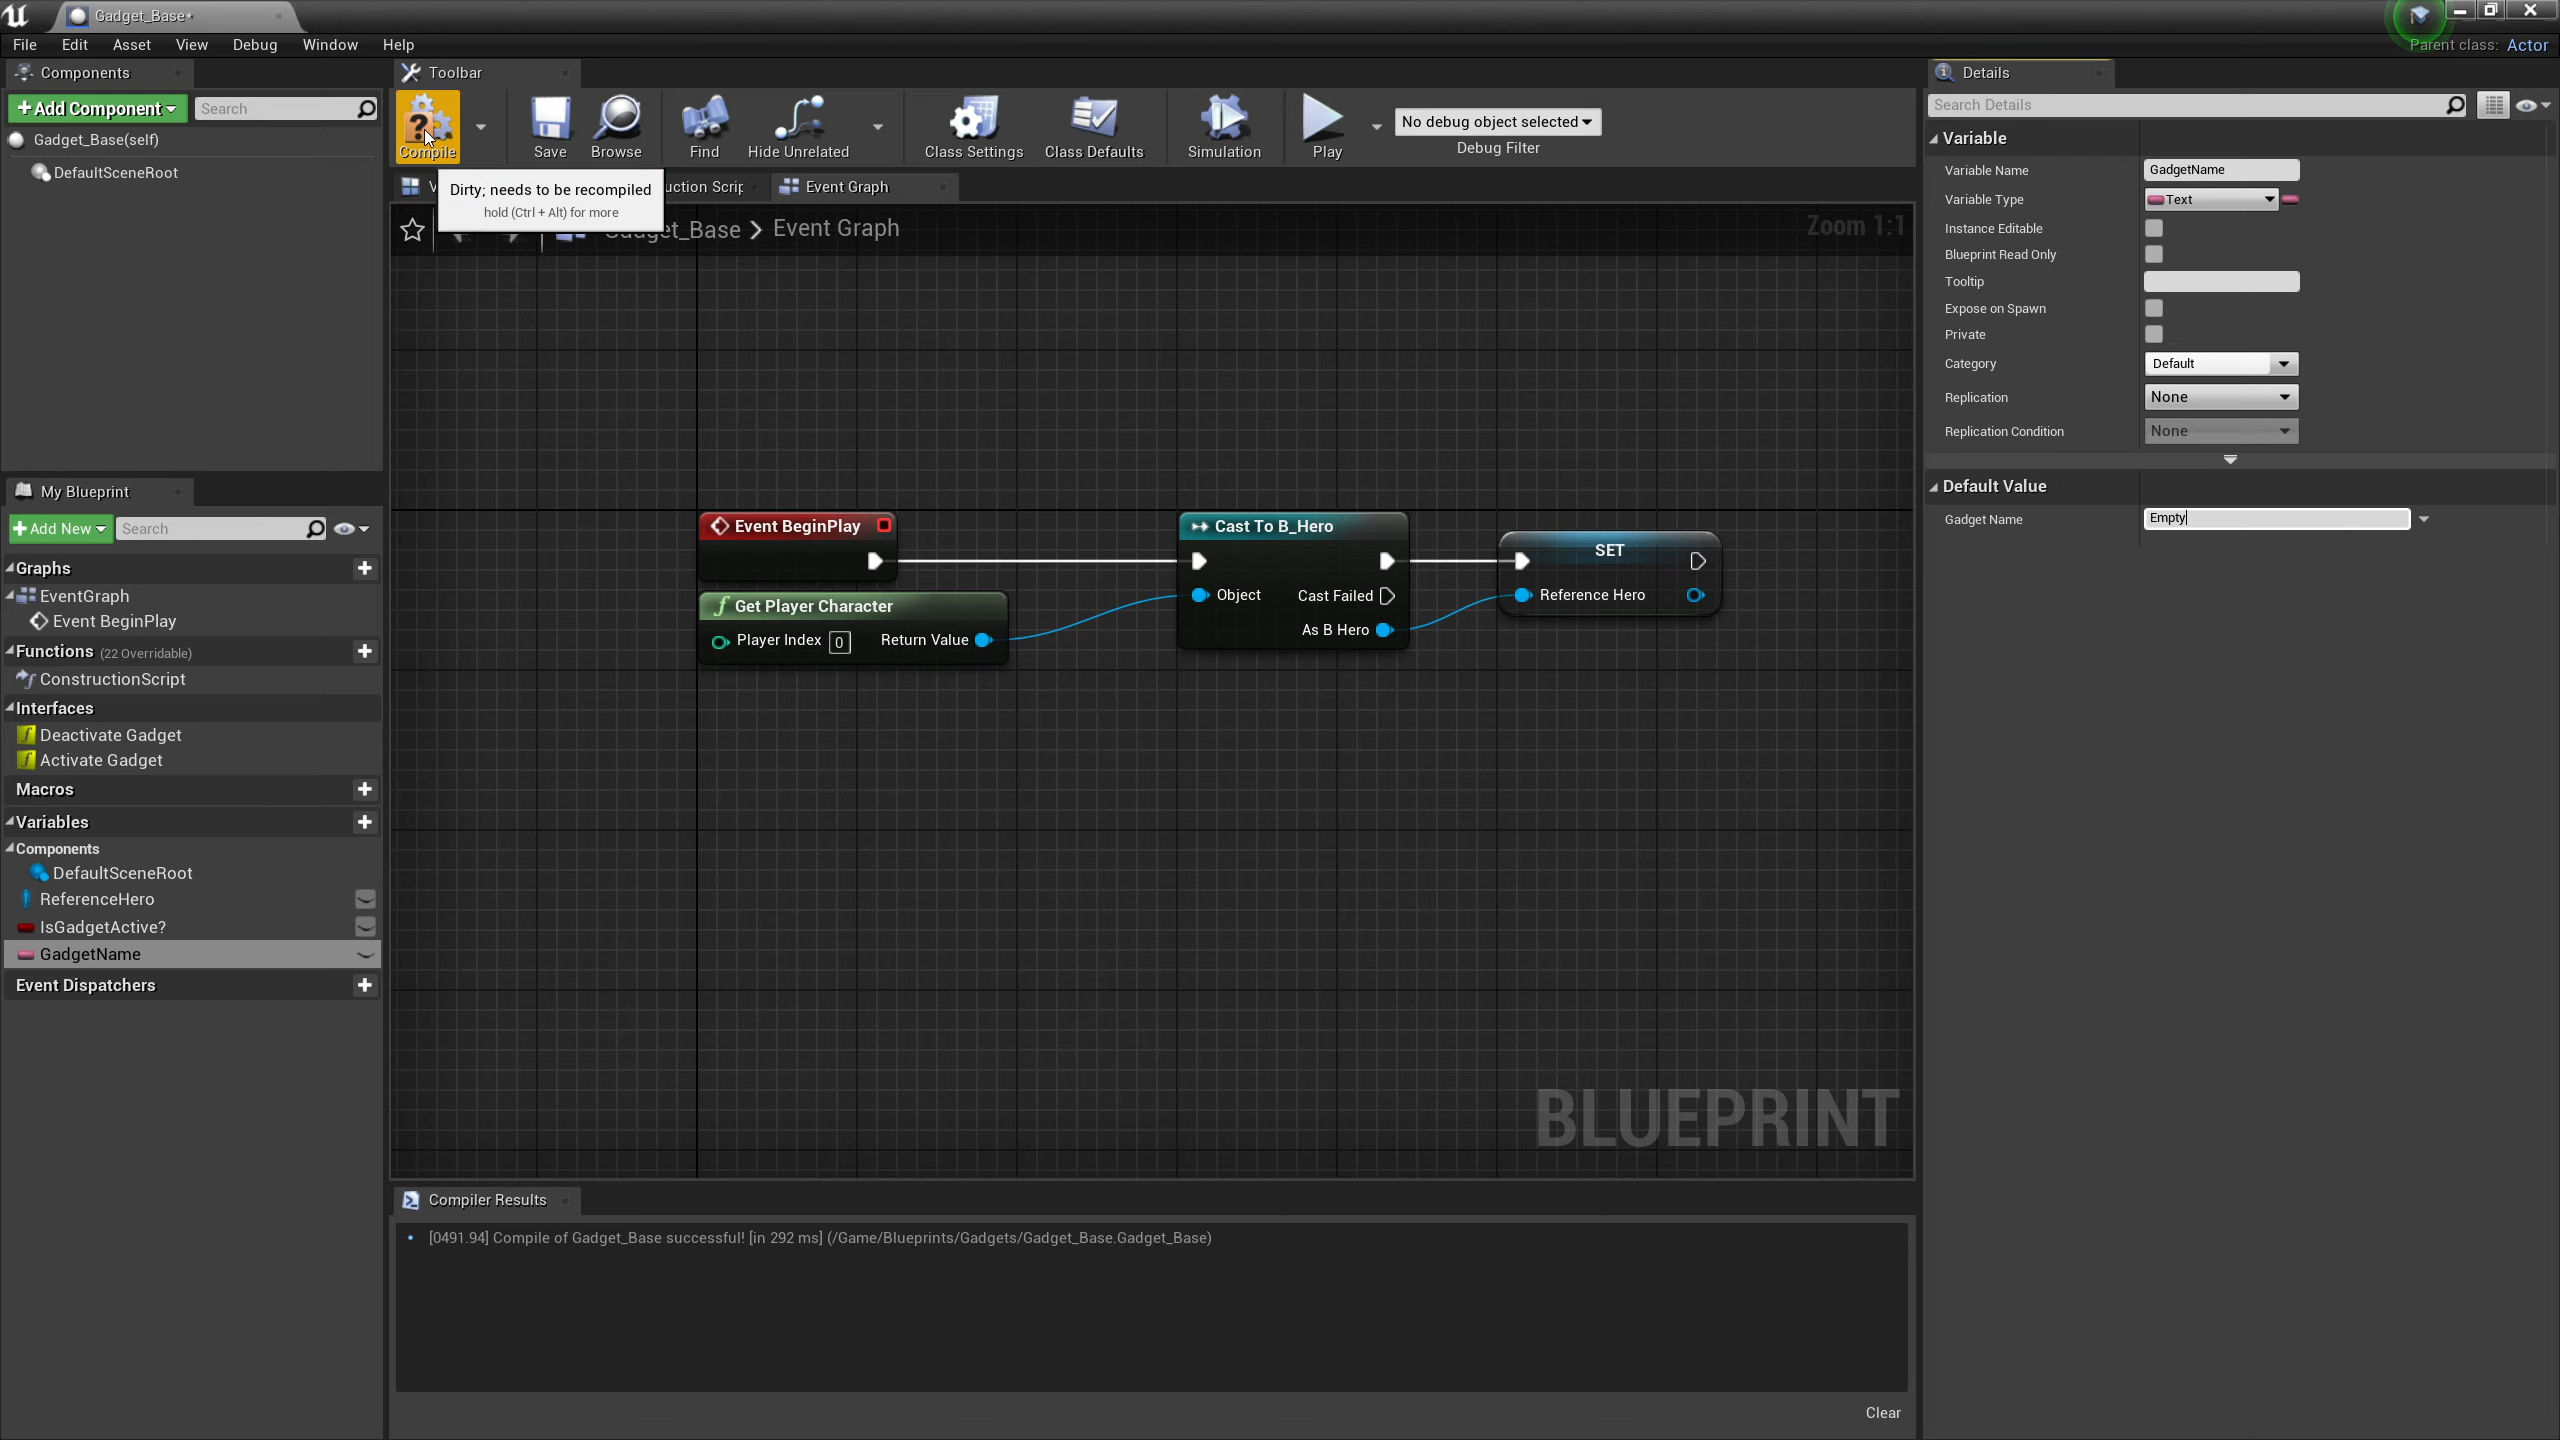 Gadget_Base*
File Edit Asset View Debug Window Help
Parent class: Actor
Components
+Add Component
Search
Gadget_Base(self)
DefaultSceneRoot
My Blueprint
+Add New
Search
Graphs
EventGraph
Event BeginPlay
Functions (22 Overridable)
ConstructionScript
Interfaces
Deactivate Gadget
Activate Gadget
Macros
Variables
Components
DefaultSceneRoot
ReferenceHero
IsGadgetActive?
GadgetName
Event Dispatchers
Toolbar
Compile
Save
Browse
Find
Hide Unrelated
Class Settings
Class Defaults
Simulation
Play
No debug object selected
Debug Filter
Dirty; needs to be recompiled
hold (Ctrl + Alt) for more
V
uction Scrip
Event Graph
Gadget_Base > Event Graph
Zoom 1:1
Event BeginPlay
Get Player Character
Player Index 0 Return Value
Cast To B_Hero
Object Cast Failed
As B Hero
SET
Reference Hero
BLUEPRINT
Compiler Results
[0491.94] Compile of Gadget_Base successful! [in 292 ms] (/Game/Blueprints/Gadgets/Gadget_Base.Gadget_Base)
Clear
Details
Search Details
Variable
Variable Name GadgetName
Variable Type Text
Instance Editable
Blueprint Read Only
Tooltip
Expose on Spawn
Private
Category Default
Replication None
Replication Condition None
Default Value
Gadget Name Empty